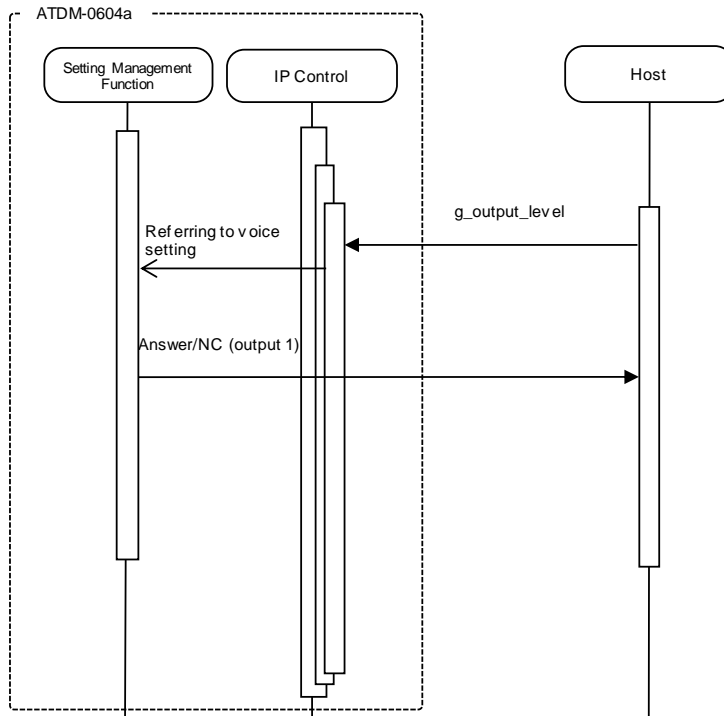 ATDM-0604a
Setting Management
Function
IP Control
Host
g_output_level
Referring to voice
setting
Answer/NC (output 1)